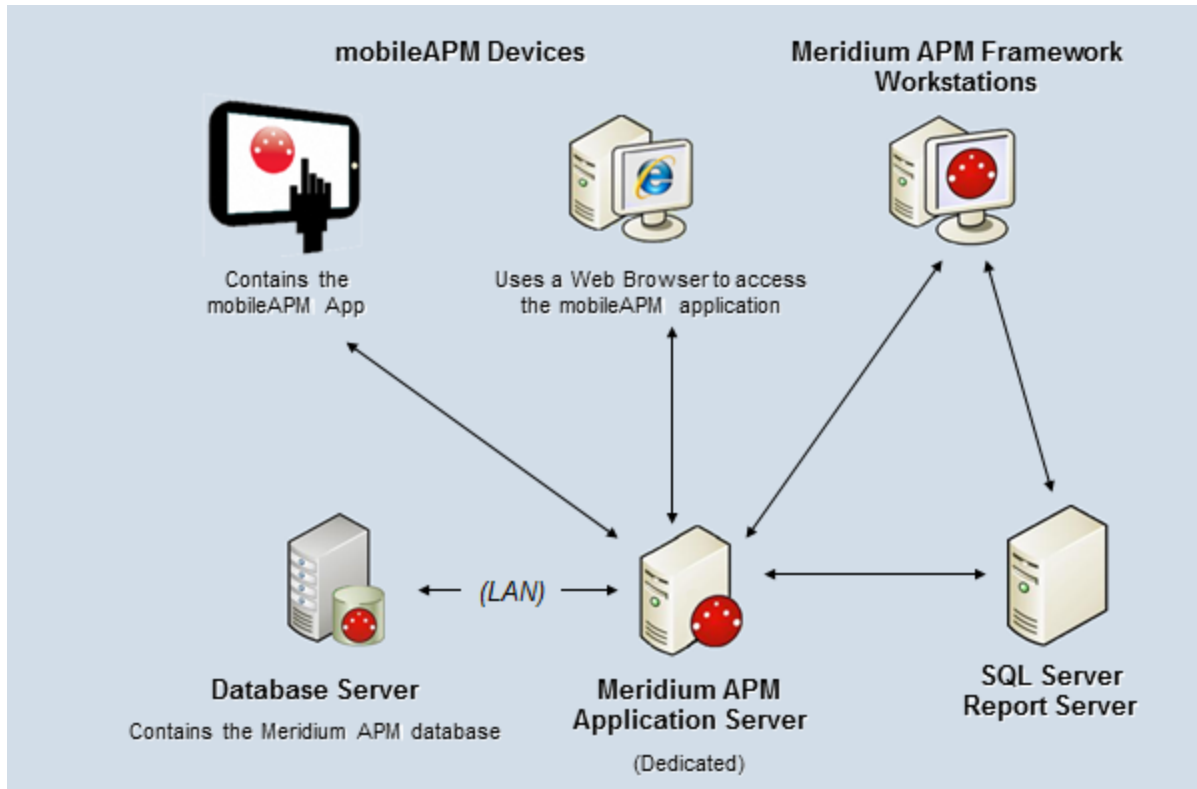 mobileAPM Devices
Meridium APM Framework
Workstations
Contains the
mobileAPM App
Uses a Web Browser to access
the mobileAPM application
(LAN)
Database Server
Contains the Meridium APM database
Meridium APM
Application Server
(Dedicated)
SQL Server
Report Server